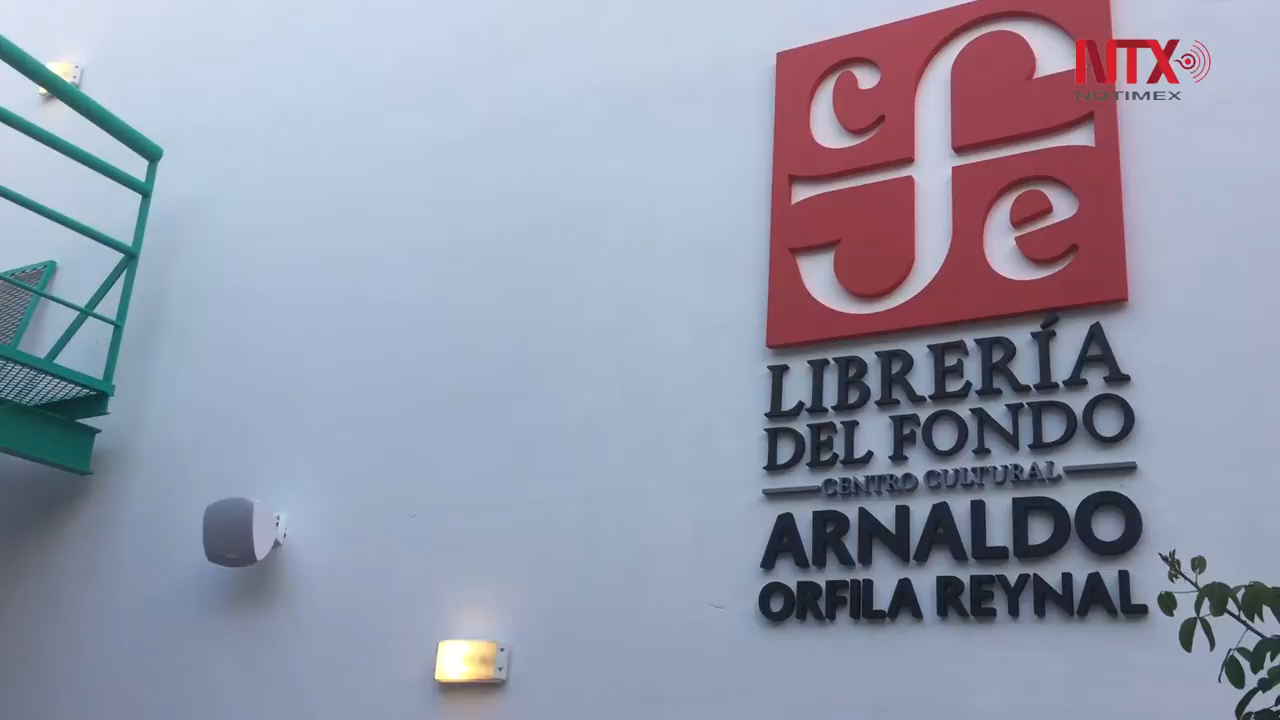 NTX
NOTIMEX
cfe
LIBRERÍA
DEL FONDO
CENTRO CULTURAL
ARNALDO
ORFILA REYNAL